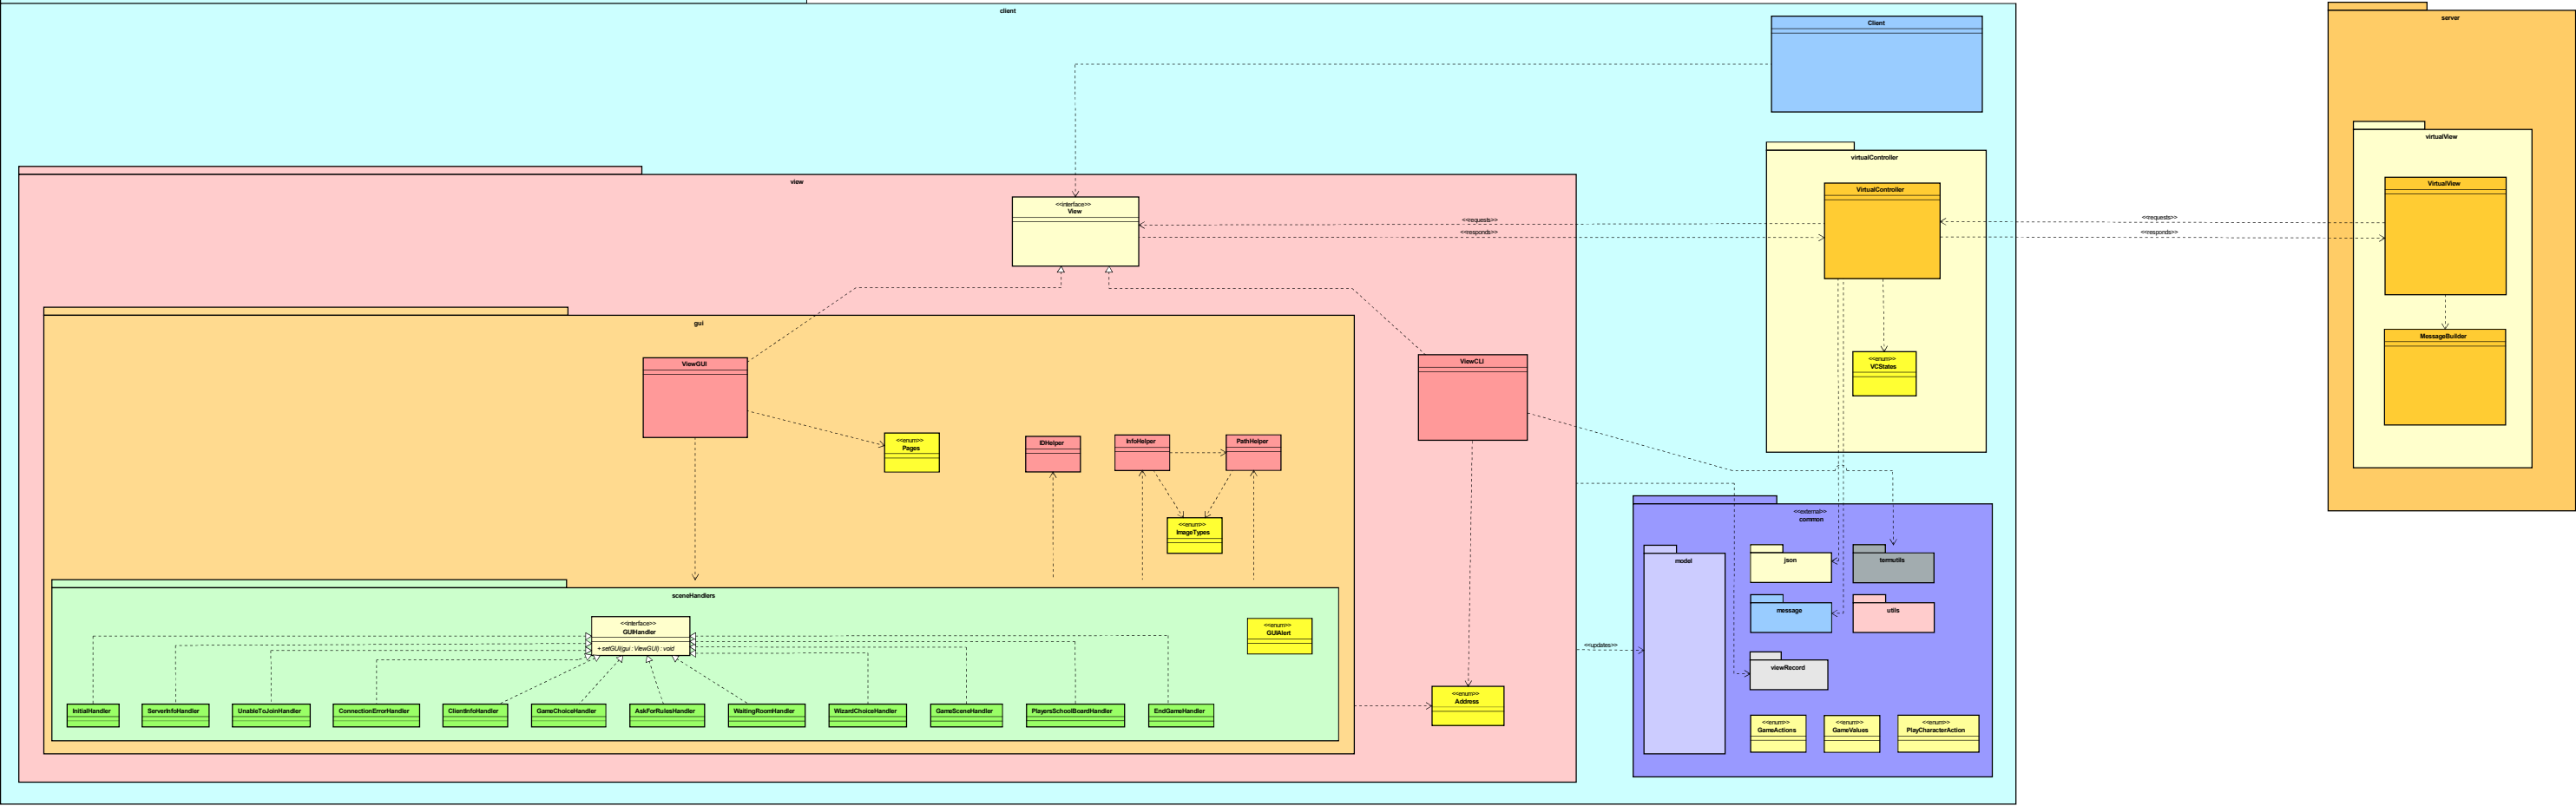 client
server
Client
virtualView
virtualController
view
VirtualView
VirtualController
<<interface>>
View
<<requests>>
<<responds>>
<<requests>>
<<responds>>
gui
MessageBuilder
ViewGUI
ViewCLI
<<enum>>
VCStates
<<enum>>
Pages
IDHelper
InfoHelper
PathHelper
<<enum>>
ImageTypes
<<external>>
common
model
json
termutils
message
utils
viewRecord
<<enum>>
GameActions
<<enum>>
GameValues
<<enum>>
PlayCharacterAction
<<updates>>
sceneHandlers
<<interface>>
GUIHandler
+ setGUI(gui : ViewGUI) : void
<<enum>>
GUIAlert
<<enum>>
Address
InitialHandler
ServerInfoHandler
UnableToJoinHandler
ConnectionErrorHandler
ClientInfoHandler
GameChoiceHandler
AskForRulesHandler
WaitingRoomHandler
WizardChoiceHandler
GameSceneHandler
PlayersSchoolBoardHandler
EndGameHandler